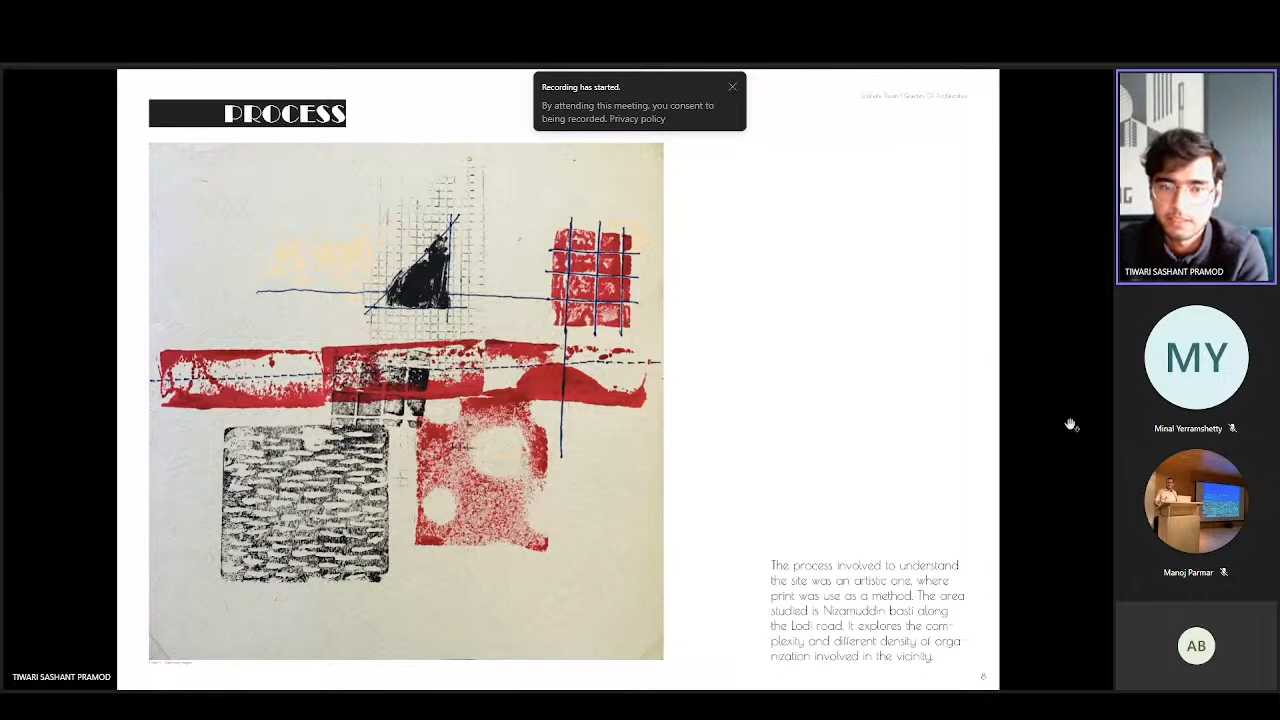 PROCESS
Recording has started.
By attending this meeting, you consent to
being recorded. Privacy policy
TIWARI SASHANT PRAMOD
MY
Minal Yerramshetty
Manoj Parmar
AB
The process involved to understand
the site was an artistic one, where
print was use as a method. The area
studied is Nizamuddin basti along
the Lodi road. It explores the com-
plexity and different density of orga-
nization involved in the vicinity.
8
TIWARI SASHANT PRAMOD